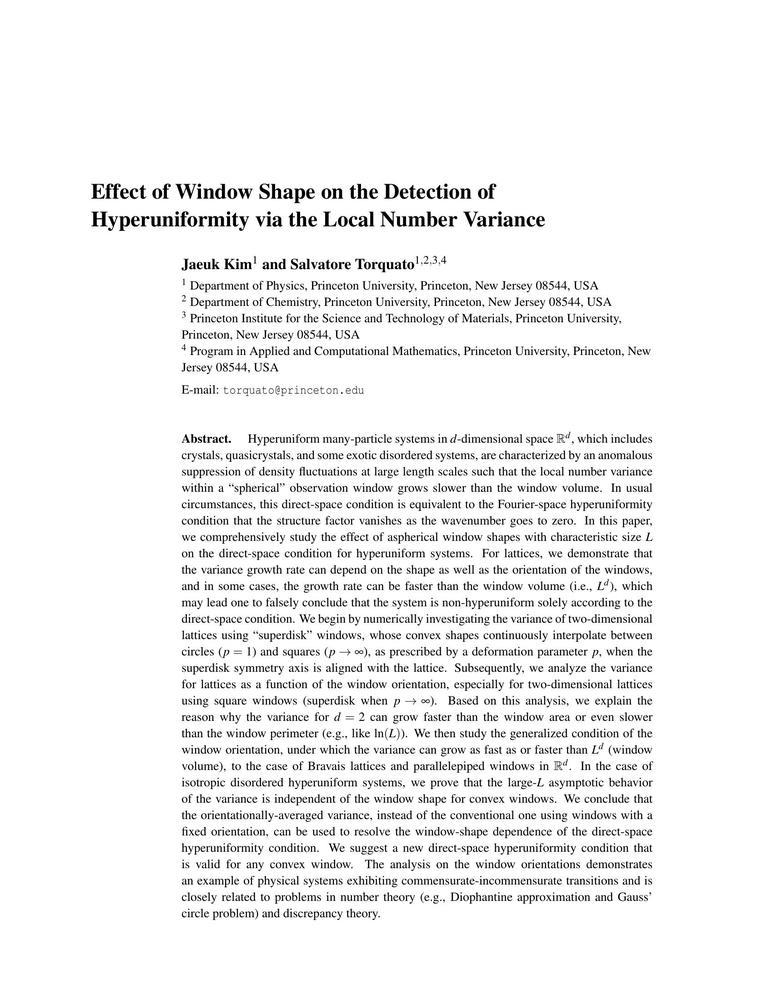 Effect of Window Shape on the Detection of
Hyperuniformity via the Local Number Variance
Jaeuk Kim¹ and Salvatore Torquato¹,²,³,⁴
¹ Department of Physics, Princeton University, Princeton, New Jersey 08544, USA
² Department of Chemistry, Princeton University, Princeton, New Jersey 08544, USA
³ Princeton Institute for the Science and Technology of Materials, Princeton University,
Princeton, New Jersey 08544, USA
⁴ Program in Applied and Computational Mathematics, Princeton University, Princeton, New
Jersey 08544, USA
E-mail: torquato@princeton.edu
Abstract. Hyperuniform many-particle systems in d-dimensional space ℝᵈ, which includes
crystals, quasicrystals, and some exotic disordered systems, are characterized by an anomalous
suppression of density fluctuations at large length scales such that the local number variance
within a “spherical” observation window grows slower than the window volume. In usual
circumstances, this direct-space condition is equivalent to the Fourier-space hyperuniformity
condition that the structure factor vanishes as the wavenumber goes to zero. In this paper,
we comprehensively study the effect of aspherical window shapes with characteristic size L
on the direct-space condition for hyperuniform systems. For lattices, we demonstrate that
the variance growth rate can depend on the shape as well as the orientation of the windows,
and in some cases, the growth rate can be faster than the window volume (i.e., Lᵈ), which
may lead one to falsely conclude that the system is non-hyperuniform solely according to the
direct-space condition. We begin by numerically investigating the variance of two-dimensional
lattices using “superdisk” windows, whose convex shapes continuously interpolate between
circles (p = 1) and squares (p → ∞), as prescribed by a deformation parameter p, when the
superdisk symmetry axis is aligned with the lattice. Subsequently, we analyze the variance
for lattices as a function of the window orientation, especially for two-dimensional lattices
using square windows (superdisk when p → ∞). Based on this analysis, we explain the
reason why the variance for d = 2 can grow faster than the window area or even slower
than the window perimeter (e.g., like ln(L)). We then study the generalized condition of the
window orientation, under which the variance can grow as fast as or faster than Lᵈ (window
volume), to the case of Bravais lattices and parallelepiped windows in ℝᵈ. In the case of
isotropic disordered hyperuniform systems, we prove that the large-L asymptotic behavior
of the variance is independent of the window shape for convex windows. We conclude that
the orientationally-averaged variance, instead of the conventional one using windows with a
fixed orientation, can be used to resolve the window-shape dependence of the direct-space
hyperuniformity condition. We suggest a new direct-space hyperuniformity condition that
is valid for any convex window. The analysis on the window orientations demonstrates
an example of physical systems exhibiting commensurate-incommensurate transitions and is
closely related to problems in number theory (e.g., Diophantine approximation and Gauss’
circle problem) and discrepancy theory.